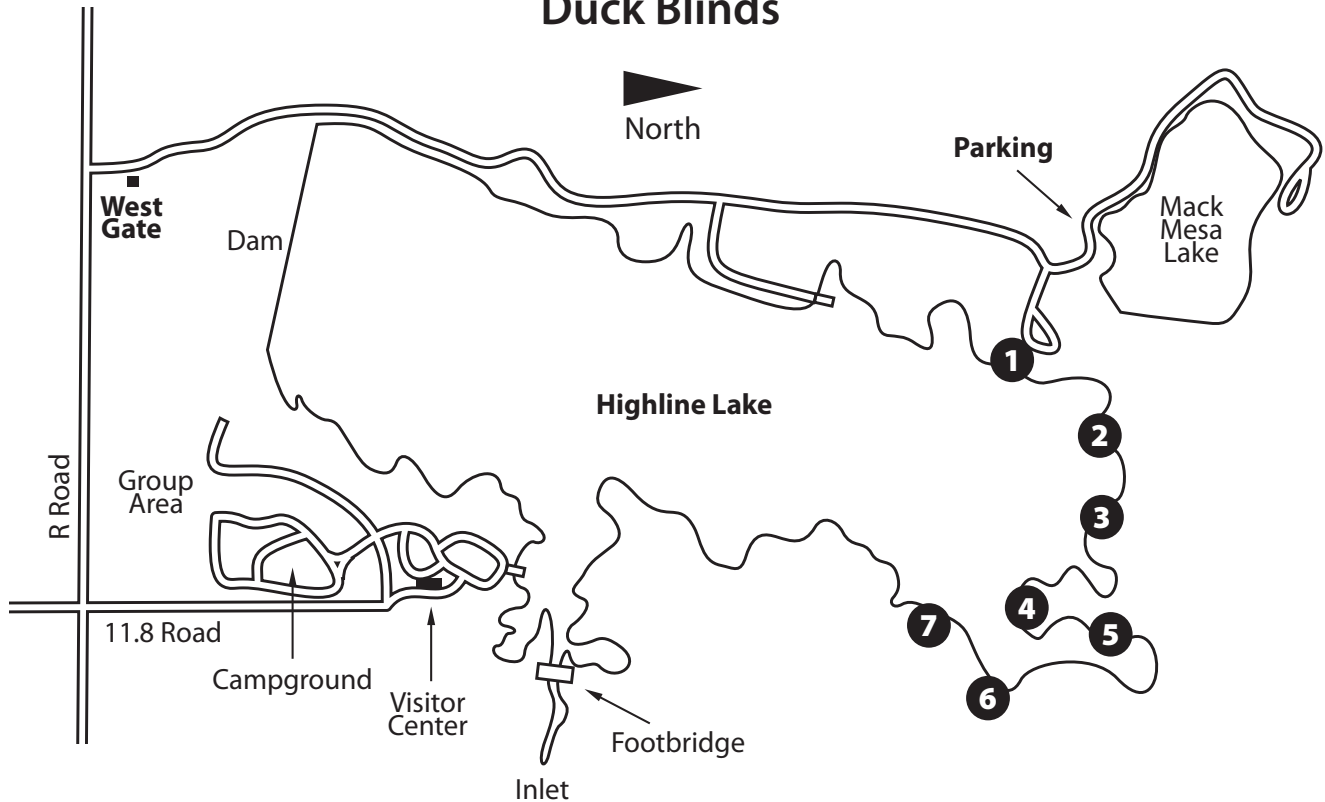 Duck Blinds
North
Parking
West
Gate
Mack
Mesa
Lake
Dam
1
Highline Lake
2
R Road
Group
Area
3
4
5
7
11.8 Road
Campground
6
Visitor
Center
Footbridge
Inlet